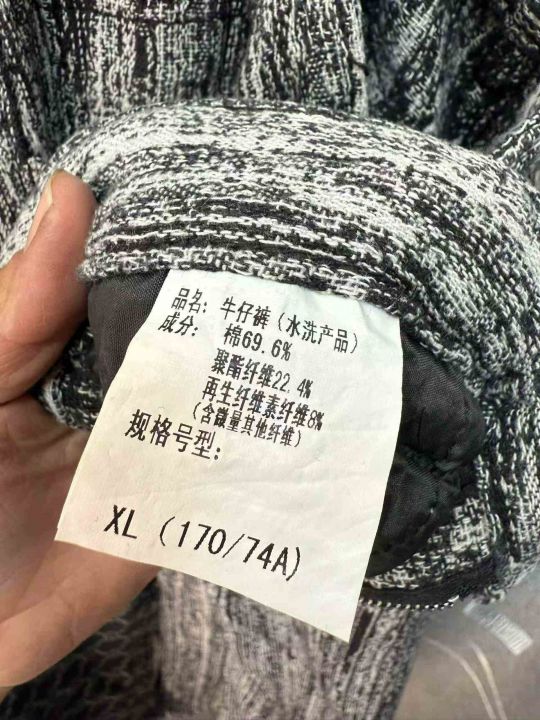 品名：牛仔裤（水洗产品）
成分：棉69.6%
聚酯纤维22.4%
再生纤维素纤维8%
（含微量其他纤维）
规格号型：
XL（170/74A）